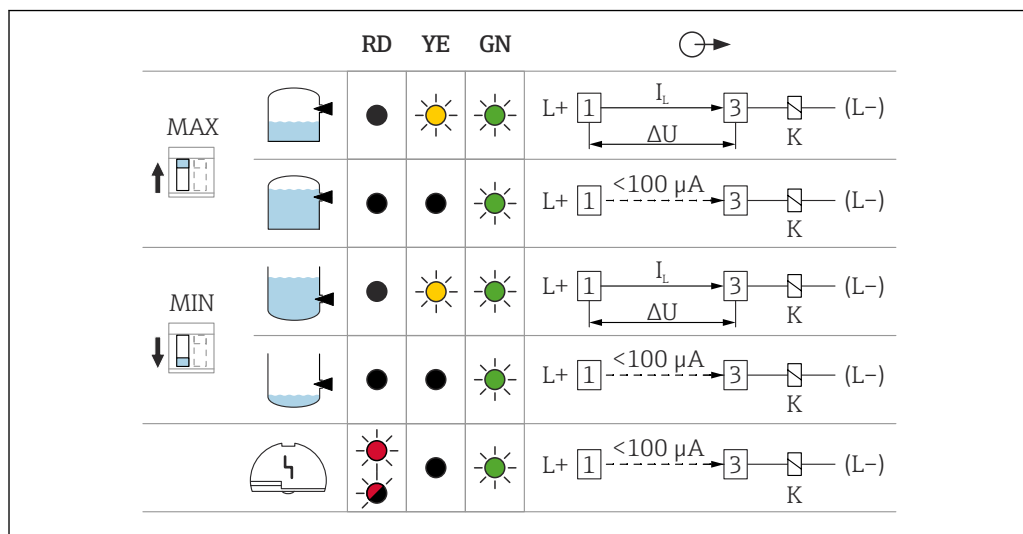 RD YE GN
MAX
L+ 1 I_L 3 (L-)
ΔU K
L+ 1 <100 μA 3 (L-)
K
MIN
L+ 1 I_L 3 (L-)
ΔU K
L+ 1 <100 μA 3 (L-)
K
L+ 1 <100 μA 3 (L-)
K